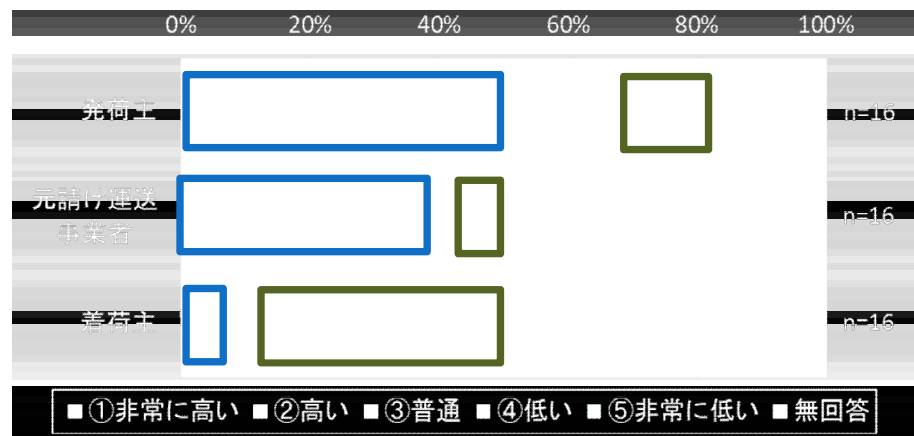 0% 20% 40% 60% 80% 100%
発荷主 n=16
元請け運送
事業者 n=16
着荷主 n=16
■①非常に高い ■②高い ■③普通 ■④低い ■⑤非常に低い ■無回答